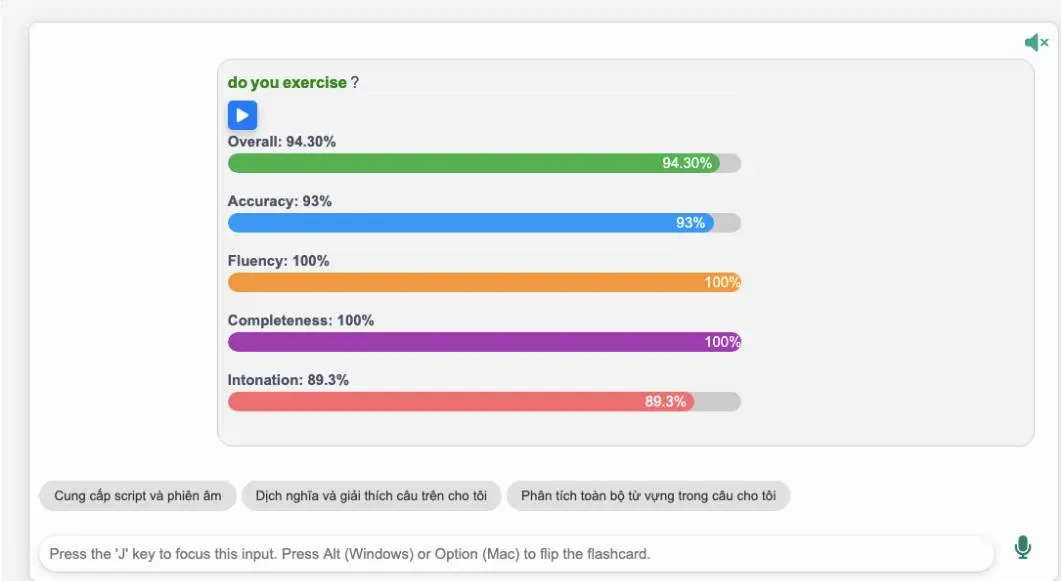 do you exercise ?
Overall: 94.30%
94.30%
Accuracy: 93%
93%
Fluency: 100%
100%
Completeness: 100%
100%
Intonation: 89.3%
89.3%
Cung cấp script và phiên âm
Dịch nghĩa và giải thích câu trên cho tôi
Phân tích toàn bộ từ vựng trong câu cho tôi
Press the 'J' key to focus this input. Press Alt (Windows) or Option (Mac) to flip the flashcard.